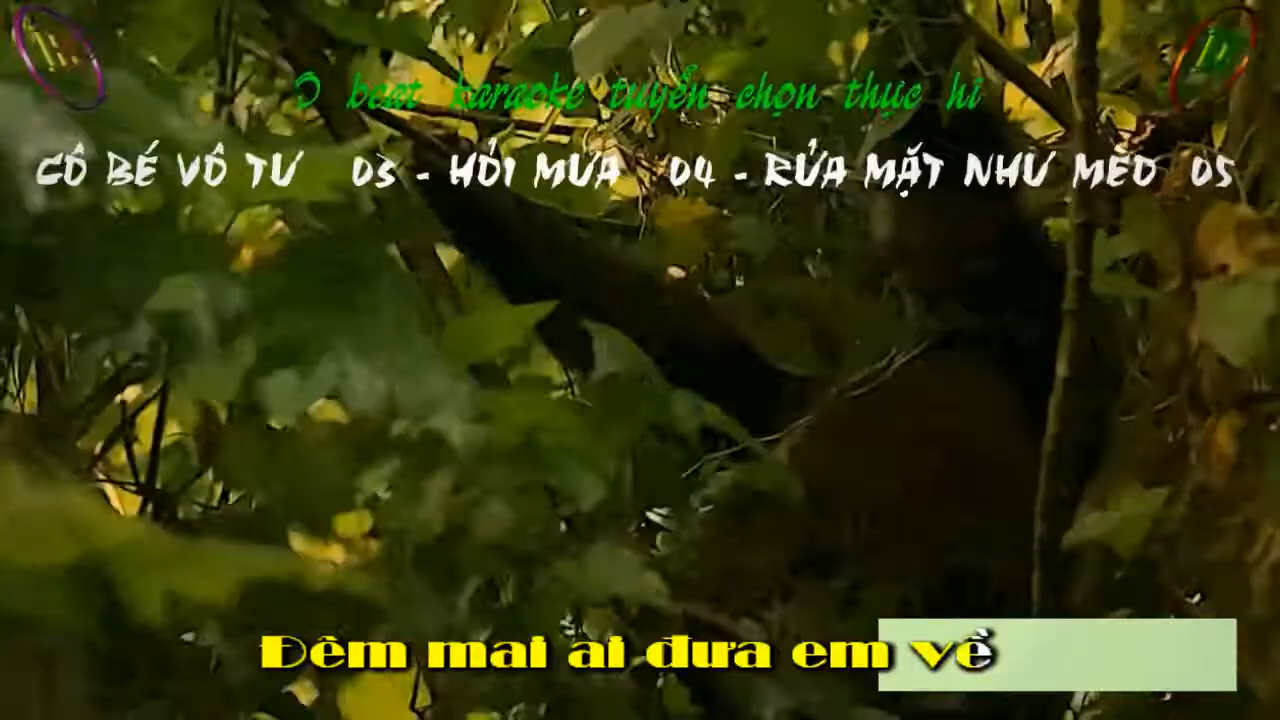 beat karaoke tuyển chọn thực hi
CÔ BÉ VÔ TƯ 03 - HỎI MƯA 04 - RỬA MẶT NHƯ MÈO 05
Đêm mai ai đưa em về